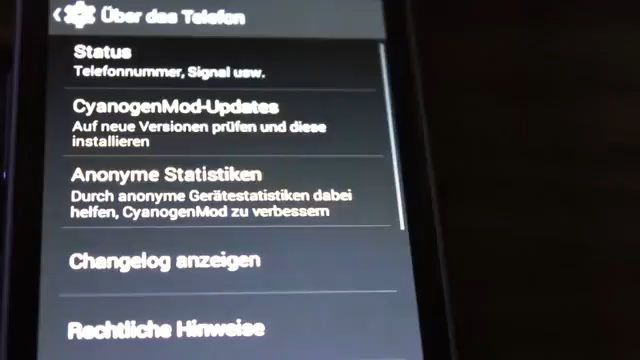 Über das Telefon
Status
Telefonnummer, Signal usw.
CyanogenMod-Updates
Auf neue Versionen prüfen und diese
installieren
Anonyme Statistiken
Durch anonyme Gerätestatistiken dabei
helfen, CyanogenMod zu verbessern
Changelog anzeigen
Rechtliche Hinweise